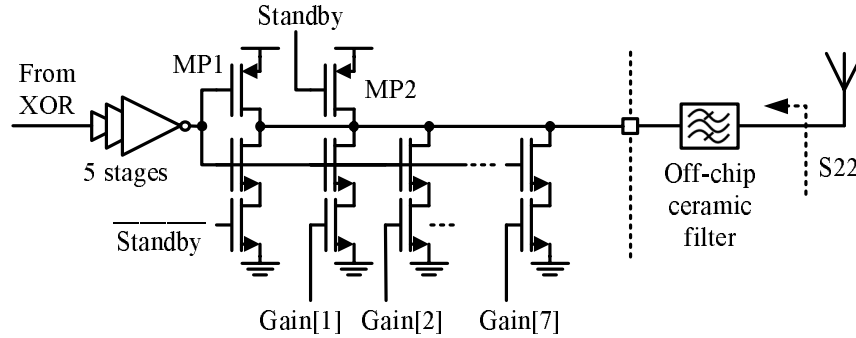 Standby
From
XOR
MP1
MP2
5 stages
Standby
Off-chip
ceramic
filter
S22
Gain[1]
Gain[2]
Gain[7]